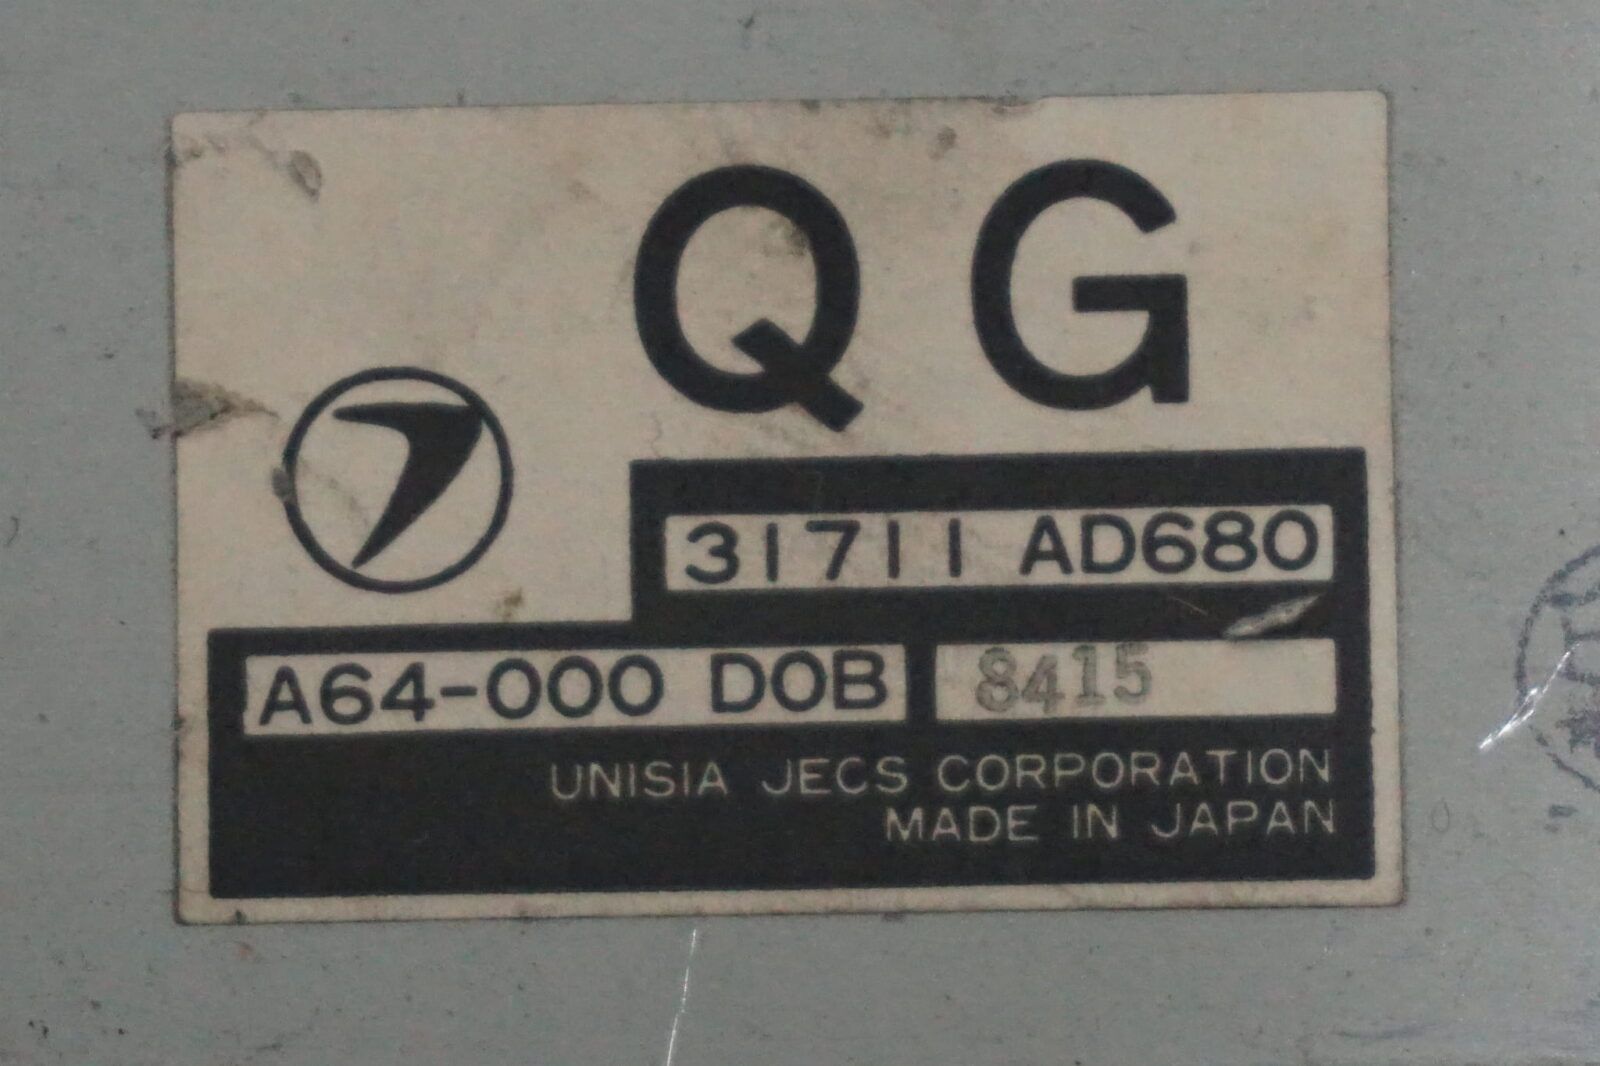 QG
31711 AD680
A64-000 D0B 8415
UNISIA JECS CORPORATION
MADE IN JAPAN